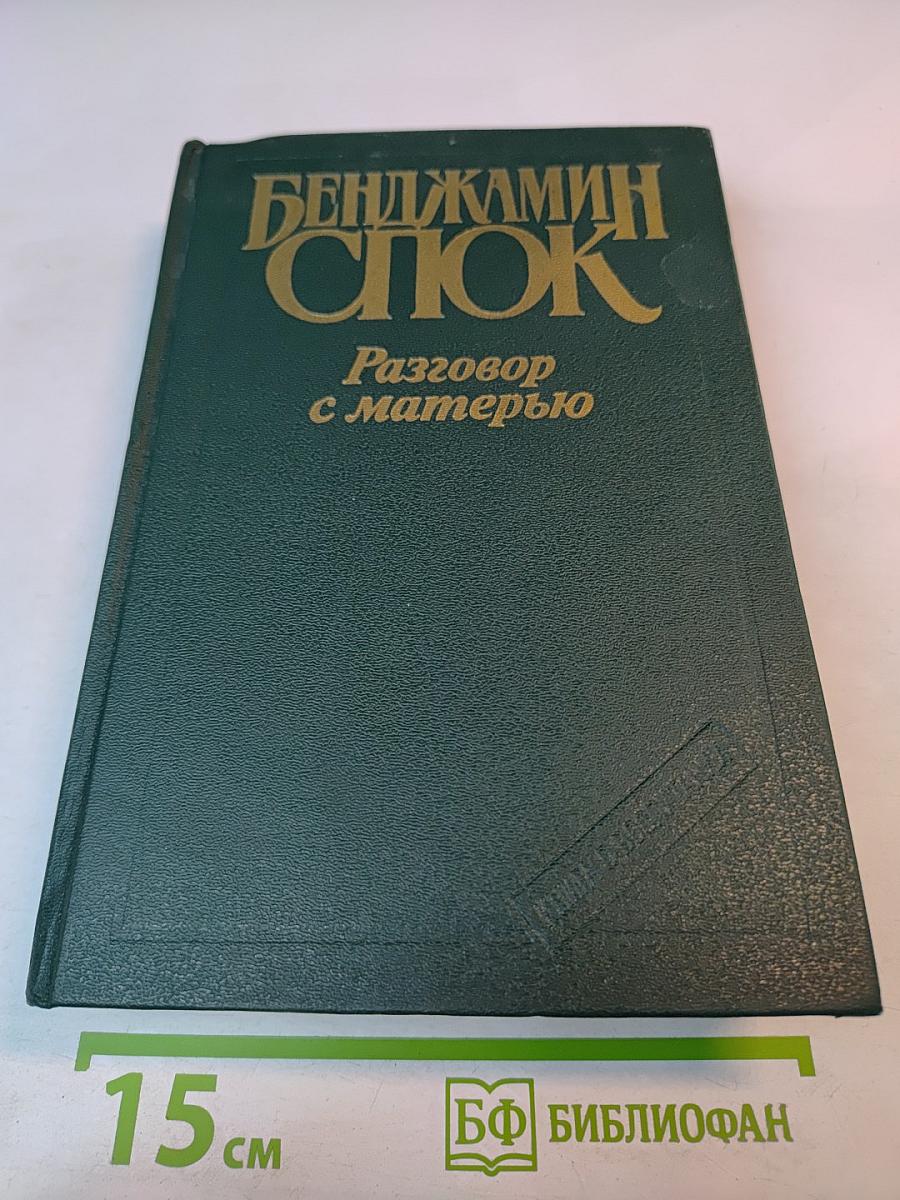 БЕНДЖАМИН
СПОК
Разговор
с матерью
15 см
БФ БИБЛИОФАН